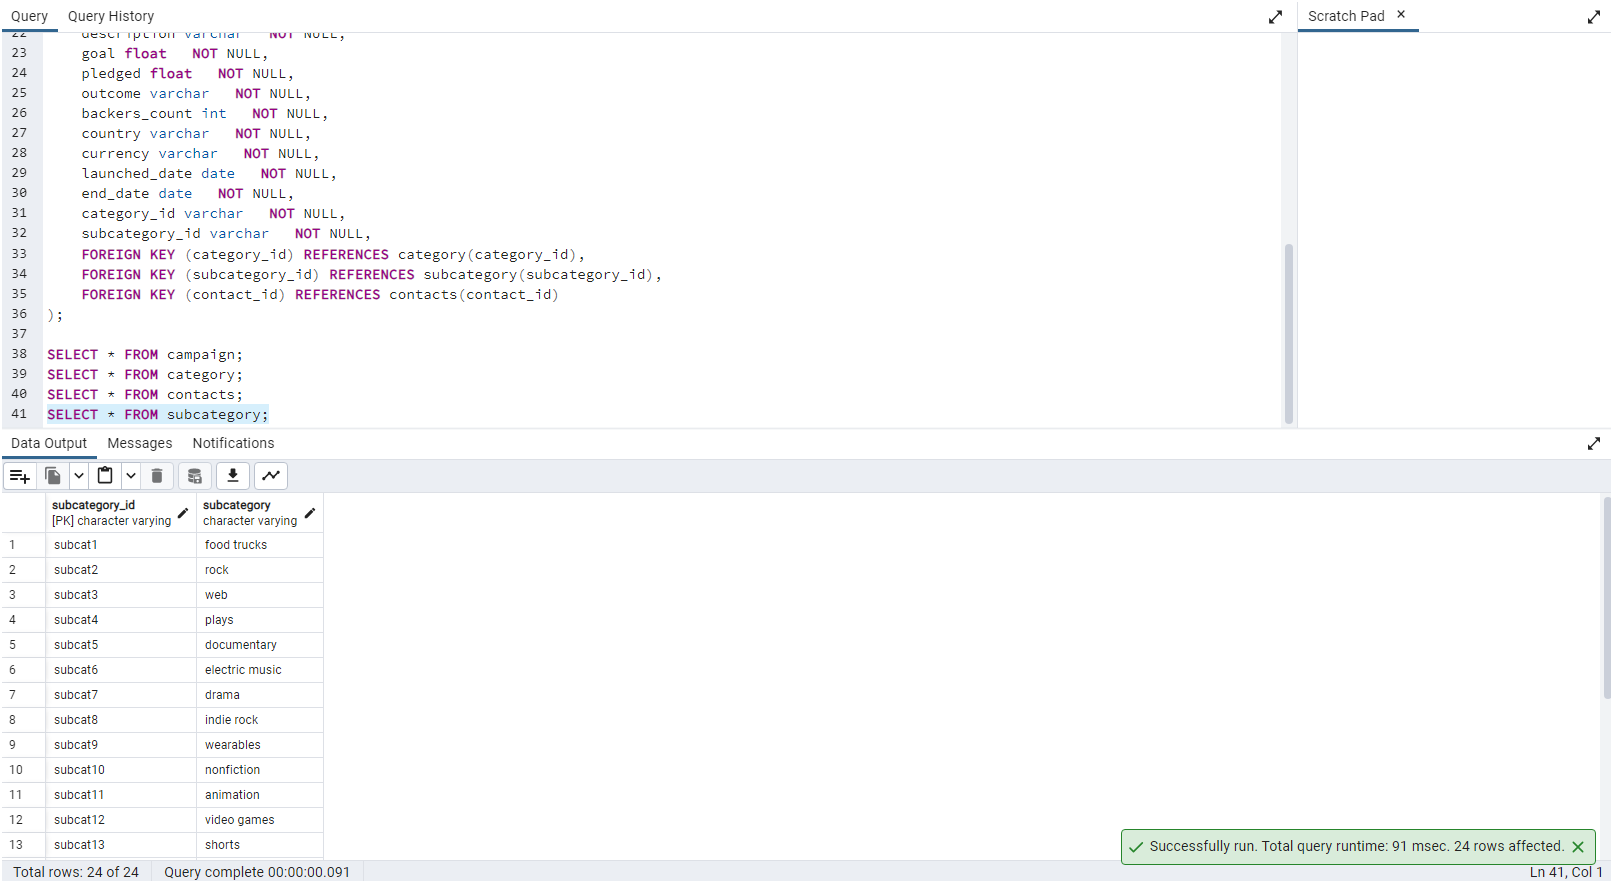 Query Query History
Scratch Pad ×
22 description varchar NOT NULL,
23 goal float NOT NULL,
24 pledged float NOT NULL,
25 outcome varchar NOT NULL,
26 backers_count int NOT NULL,
27 country varchar NOT NULL,
28 currency varchar NOT NULL,
29 launched_date date NOT NULL,
30 end_date date NOT NULL,
31 category_id varchar NOT NULL,
32 subcategory_id varchar NOT NULL,
33 FOREIGN KEY (category_id) REFERENCES category(category_id),
34 FOREIGN KEY (subcategory_id) REFERENCES subcategory(subcategory_id),
35 FOREIGN KEY (contact_id) REFERENCES contacts(contact_id)
36 );
37
38 SELECT * FROM campaign;
39 SELECT * FROM category;
40 SELECT * FROM contacts;
41 SELECT * FROM subcategory;
Data Output Messages Notifications
subcategory_id subcategory
[PK] character varying character varying
1 subcat1 food trucks
2 subcat2 rock
3 subcat3 web
4 subcat4 plays
5 subcat5 documentary
6 subcat6 electric music
7 subcat7 drama
8 subcat8 indie rock
9 subcat9 wearables
10 subcat10 nonfiction
11 subcat11 animation
12 subcat12 video games
13 subcat13 shorts
Successfully run. Total query runtime: 91 msec. 24 rows affected.
Total rows: 24 of 24 Query complete 00:00:00.091 Ln 41, Col 1